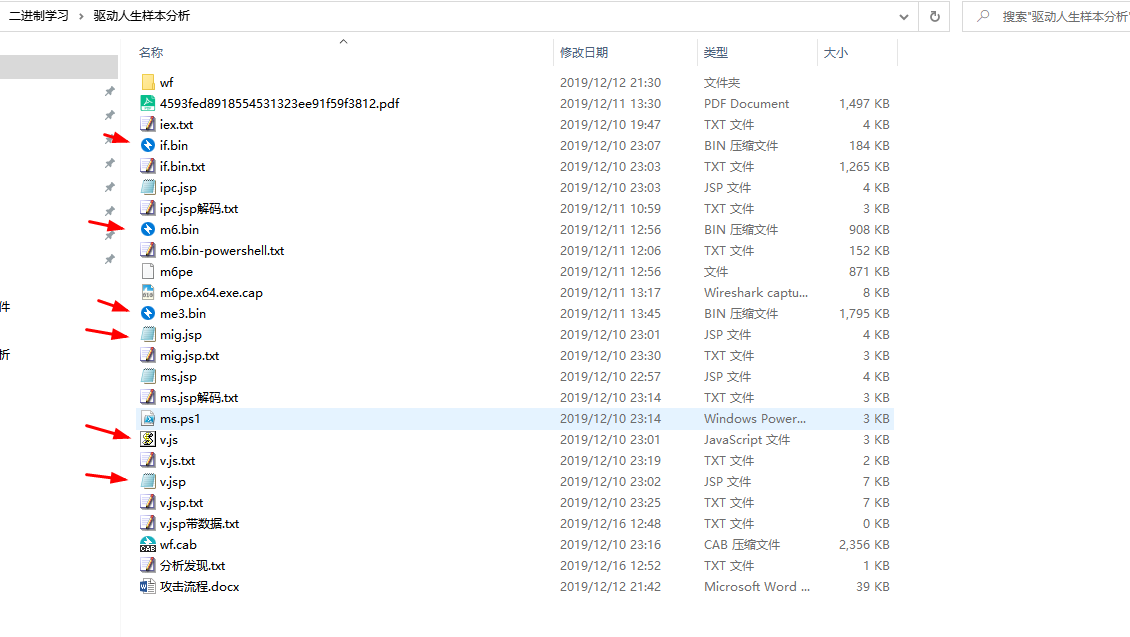 二进制学习 › 驱动人生样本分析 搜索"驱动人生样本分析"
名称 修改日期 类型 大小
wf 2019/12/12 21:30 文件夹
4593fed8918554531323ee91f59f3812.pdf 2019/12/11 13:30 PDF Document 1,497 KB
iex.txt 2019/12/10 19:47 TXT 文件 4 KB
if.bin 2019/12/10 23:07 BIN 压缩文件 184 KB
if.bin.txt 2019/12/10 23:03 TXT 文件 1,265 KB
ipc.jsp 2019/12/10 23:03 JSP 文件 4 KB
ipc.jsp解码.txt 2019/12/11 10:59 TXT 文件 3 KB
m6.bin 2019/12/11 12:56 BIN 压缩文件 908 KB
m6.bin-powershell.txt 2019/12/11 12:06 TXT 文件 152 KB
m6pe 2019/12/11 12:56 文件 871 KB
件 m6pe.x64.exe.cap 2019/12/11 13:17 Wireshark captu... 8 KB
me3.bin 2019/12/11 13:45 BIN 压缩文件 1,795 KB
mig.jsp 2019/12/10 23:01 JSP 文件 4 KB
析 mig.jsp.txt 2019/12/10 23:30 TXT 文件 3 KB
ms.jsp 2019/12/10 22:57 JSP 文件 4 KB
ms.jsp解码.txt 2019/12/10 23:14 TXT 文件 3 KB
ms.ps1 2019/12/10 23:14 Windows Power... 3 KB
v.js 2019/12/10 23:01 JavaScript 文件 3 KB
v.js.txt 2019/12/10 23:19 TXT 文件 2 KB
v.jsp 2019/12/10 23:02 JSP 文件 7 KB
v.jsp.txt 2019/12/10 23:25 TXT 文件 7 KB
v.jsp带数据.txt 2019/12/16 12:48 TXT 文件 0 KB
wf.cab 2019/12/10 23:16 CAB 压缩文件 2,356 KB
分析发现.txt 2019/12/16 12:52 TXT 文件 1 KB
攻击流程.docx 2019/12/12 21:42 Microsoft Word ... 39 KB